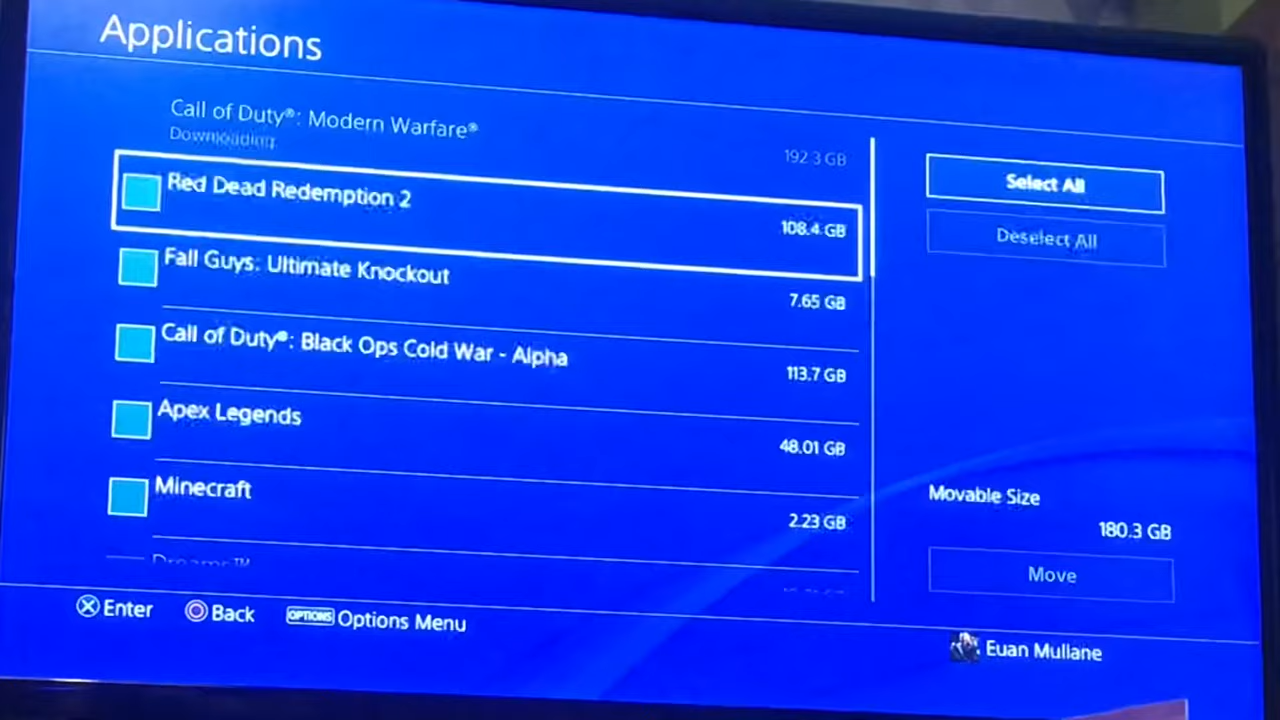 Applications
Call of Duty®: Modern Warfare®
Downloading
192.3 GB
Select All
Red Dead Redemption 2
108.4 GB
Deselect All
Fall Guys: Ultimate Knockout
7.65 GB
Call of Duty®: Black Ops Cold War - Alpha
113.7 GB
Apex Legends
48.01 GB
Minecraft
2.23 GB
Movable Size
180.3 GB
Dreams™
Move
Enter
Back
OPTIONS Options Menu
Euan Mullane